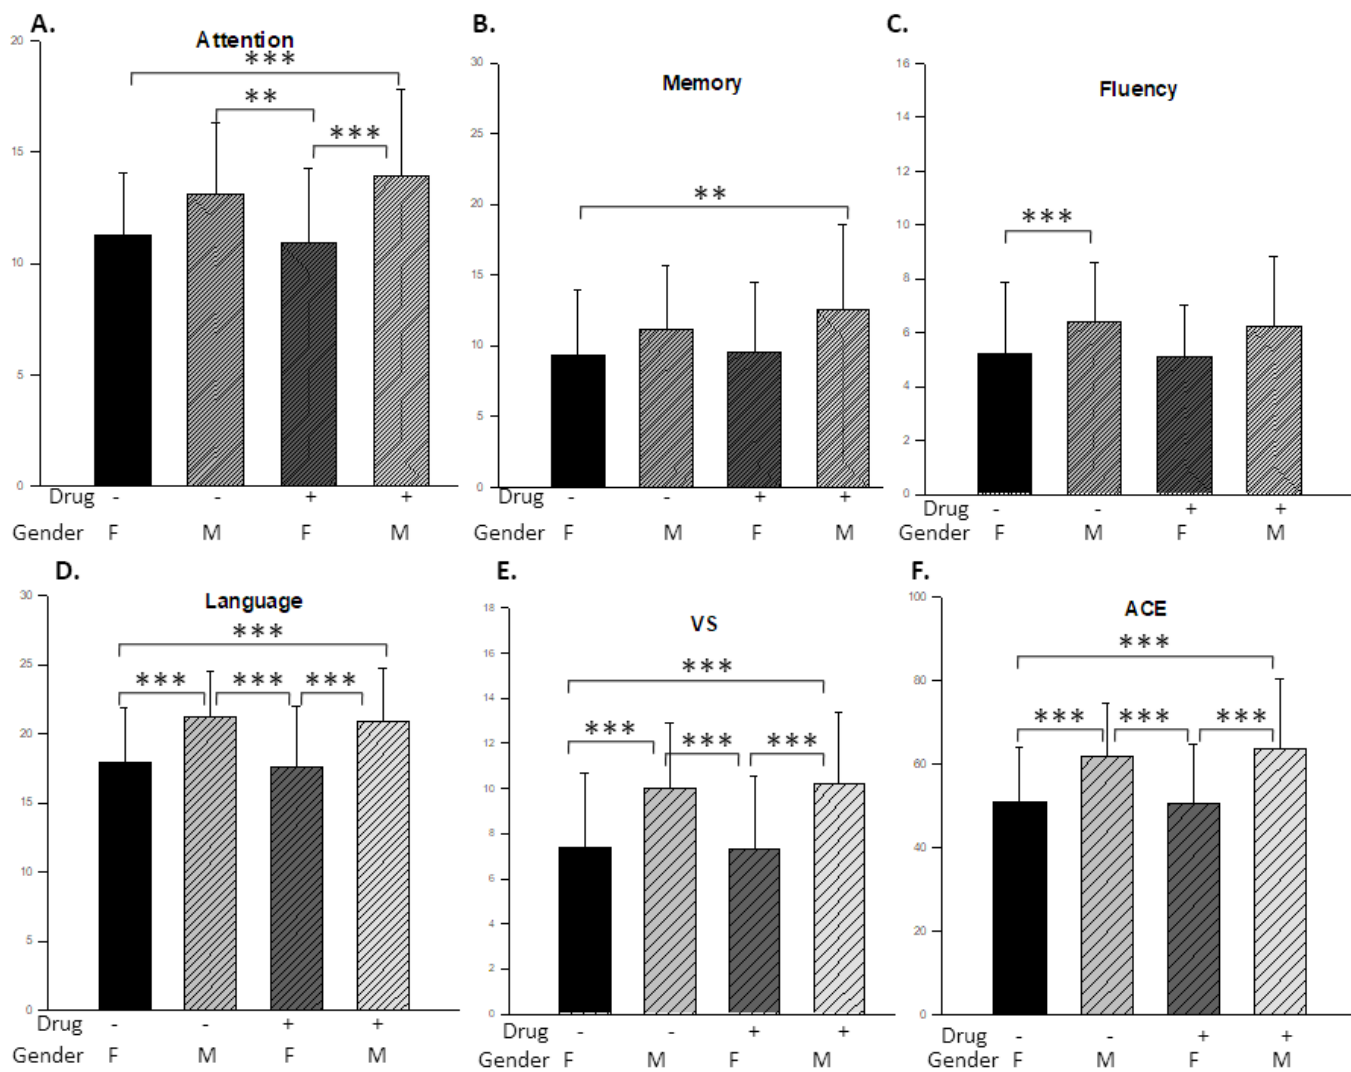 A.
Attention
***
**
***
20
15
10
5
0
Drug - - + +
Gender F M F M
B.
Memory
**
30
25
20
15
10
5
0
Drug - - + +
Gender F M F M
C.
Fluency
***
16
14
12
10
8
6
4
2
0
Drug - - + +
Gender F M F M
D.
Language
***
*** *** ***
30
25
20
15
10
5
0
Drug - - + +
Gender F M F M
E.
VS
***
*** *** ***
18
16
14
12
10
8
6
4
2
0
Drug - - + +
Gender F M F M
F.
ACE
***
*** *** ***
100
80
60
40
20
0
Drug - - + +
Gender F M F M